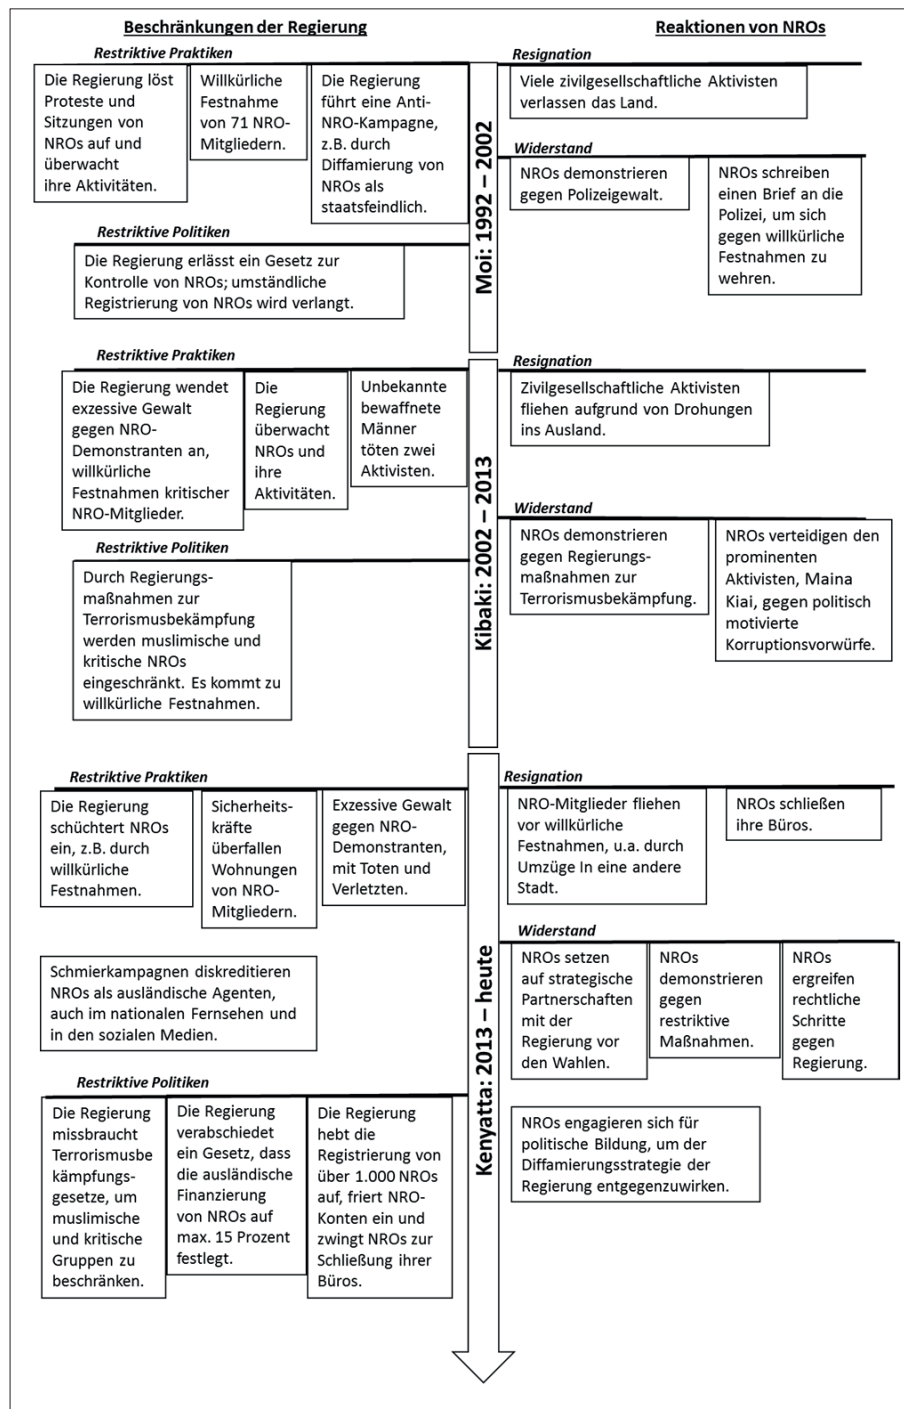 Beschränkungen der Regierung
Reaktionen von NROs
Moi: 1992 – 2002
Restriktive Praktiken
Die Regierung löst
Proteste und
Sitzungen von
NROs auf und
überwacht
ihre Aktivitäten.
Willkürliche
Festnahme
von 71 NRO-
Mitgliedern.
Die Regierung
führt eine Anti-
NRO-Kampagne,
z.B. durch
Diffamierung von
NROs als
staatsfeindlich.
Restriktive Politiken
Die Regierung erlässt ein Gesetz zur
Kontrolle von NROs; umständliche
Registrierung von NROs wird verlangt.
Resignation
Viele zivilgesellschaftliche Aktivisten
verlassen das Land.
Widerstand
NROs demonstrieren
gegen Polizeigewalt.
NROs schreiben
einen Brief an die
Polizei, um sich
gegen willkürliche
Festnahmen zu
wehren.
Kibaki: 2002 – 2013
Restriktive Praktiken
Die Regierung wendet
exzessive Gewalt
gegen NRO-
Demonstranten an,
willkürliche
Festnahmen kritischer
NRO-Mitglieder.
Die
Regierung
überwacht
NROs und
ihre
Aktivitäten.
Unbekannte
bewaffnete
Männer
töten zwei
Aktivisten.
Restriktive Politiken
Durch Regierungs-
maßnahmen zur
Terrorismusbekämpfung
werden muslimische und
kritische NROs
eingeschränkt. Es kommt zu
willkürliche Festnahmen.
Resignation
Zivilgesellschaftliche Aktivisten
fliehen aufgrund von Drohungen
ins Ausland.
Widerstand
NROs demonstrieren
gegen Regierungs-
maßnahmen zur
Terrorismusbekämpfung.
NROs verteidigen den
prominenten
Aktivisten, Maina
Kiai, gegen politisch
motivierte
Korruptionsvorwürfe.
Kenyatta: 2013 – heute
Restriktive Praktiken
Die Regierung
schüchtert NROs
ein, z.B. durch
willkürliche
Festnahmen.
Sicherheits-
kräfte
überfallen
Wohnungen
von NRO-
Mitgliedern.
Exzessive Gewalt
gegen NRO-
Demonstranten,
mit Toten und
Verletzten.
Schmierkampagnen diskreditieren
NROs als ausländische Agenten,
auch im nationalen Fernsehen und
in den sozialen Medien.
Restriktive Politiken
Die Regierung
missbraucht
Terrorismusbe
kämpfungs-
gesetze, um
muslimische
und kritische
Gruppen zu
beschränken.
Die Regierung
verabschiedet
ein Gesetz, dass
die ausländische
Finanzierung
von NROs auf
max. 15 Prozent
festlegt.
Die Regierung
hebt die
Registrierung von
über 1.000 NROs
auf, friert NRO-
Konten ein und
zwingt NROs zur
Schließung ihrer
Büros.
Resignation
NRO-Mitglieder fliehen
vor willkürliche
Festnahmen, u.a. durch
Umzüge In eine andere
Stadt.
NROs schließen
ihre Büros.
Widerstand
NROs setzen
auf strategische
Partnerschaften
mit der
Regierung vor
den Wahlen.
NROs
demonstrieren
gegen
restriktive
Maßnahmen.
NROs
ergreifen
rechtliche
Schritte
gegen
Regierung.
NROs engagieren sich für
politische Bildung, um der
Diffamierungsstrategie der
Regierung entgegenzuwirken.